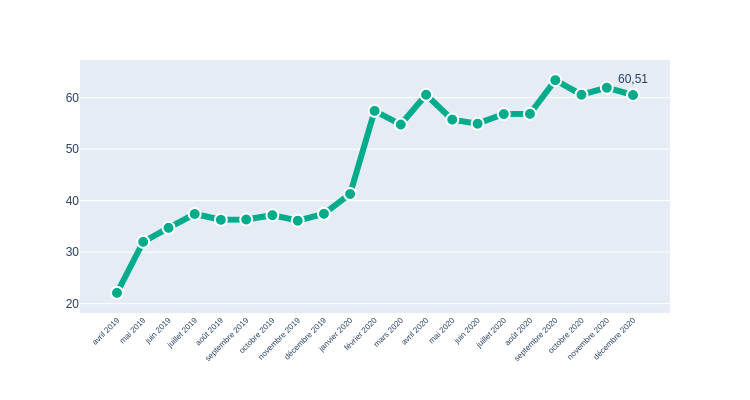 60,51
60
50
40
30
20
avril 2019
mai 2019
juin 2019
juillet 2019
août 2019
septembre 2019
octobre 2019
novembre 2019
décembre 2019
janvier 2020
février 2020
mars 2020
avril 2020
mai 2020
juin 2020
juillet 2020
août 2020
septembre 2020
octobre 2020
novembre 2020
décembre 2020